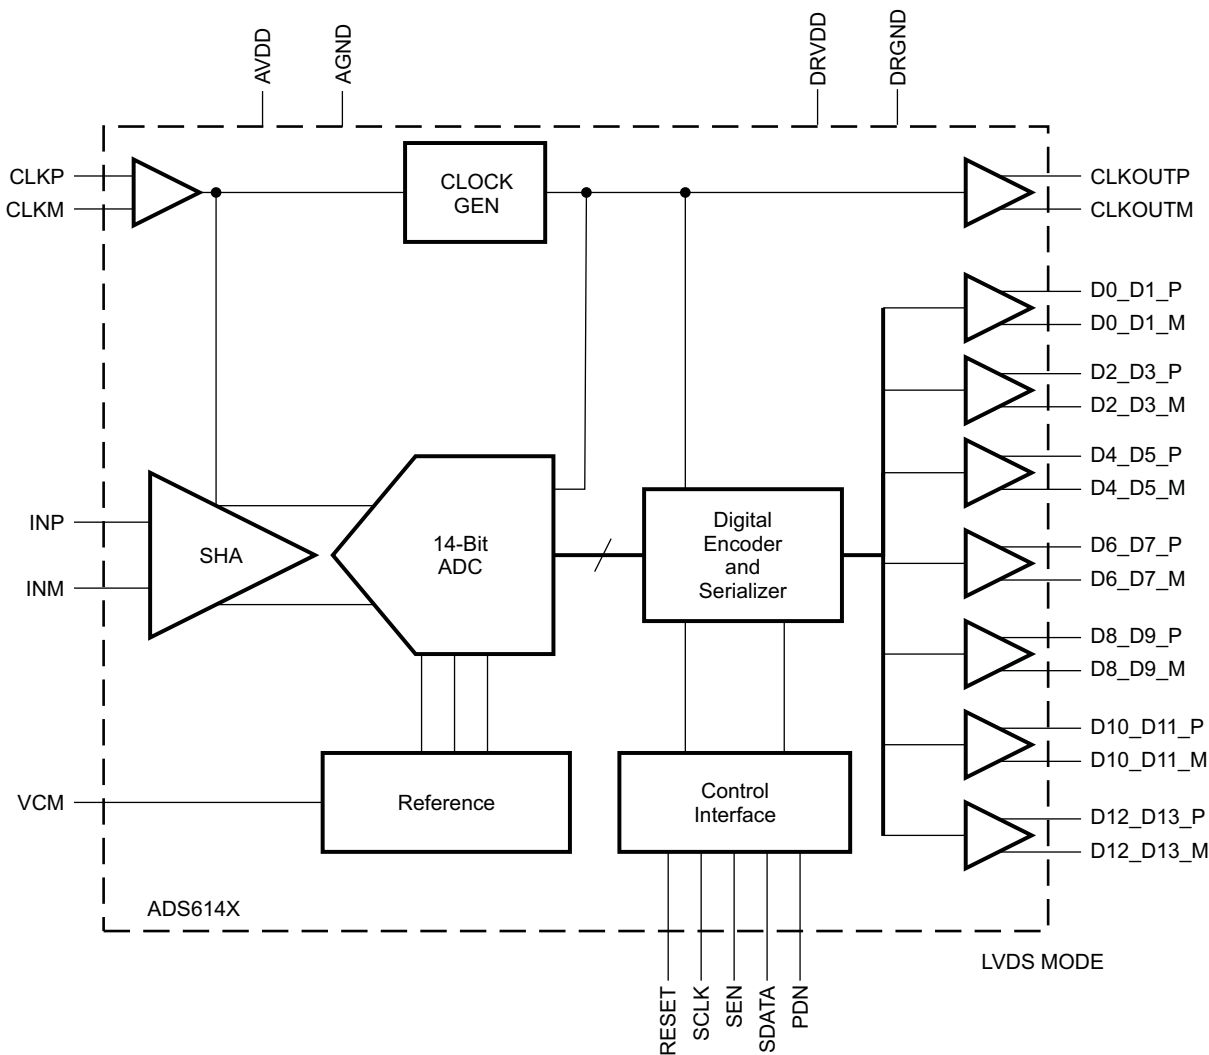 AVDD
AGND
DRVDD
DRGND
CLKP
CLKM
CLOCK
GEN
CLKOUTP
CLKOUTM
D0_D1_P
D0_D1_M
D2_D3_P
D2_D3_M
D4_D5_P
D4_D5_M
INP
INM
SHA
14-Bit
ADC
Digital
Encoder
and
Serializer
D6_D7_P
D6_D7_M
D8_D9_P
D8_D9_M
D10_D11_P
D10_D11_M
VCM
Reference
Control
Interface
D12_D13_P
D12_D13_M
ADS614X
LVDS MODE
RESET
SCLK
SEN
SDATA
PDN